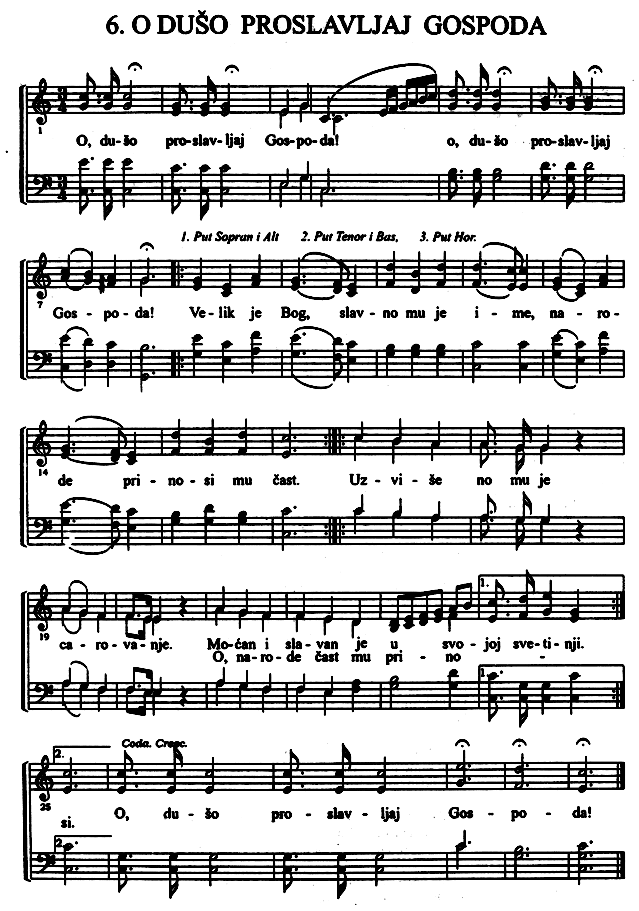 6. O DUŠO PROSLAVLJAJ GOSPODA
1
O, du-šo pro-slav-ljaj Gos-po-da! o, du-šo pro-slav-ljaj
1. Put Sopran i Alt 2. Put Tenor i Bas, 3. Put Hor.
7
Gos - po - da! Ve-lik je Bog, slav-no mu je i - me, na - ro-
14
de pri - no - si mu čast. Uz - vi - še no mu je
19
1.
ca - ro - va - nje. Mo-ćan i sla - van je u svo - joj sve - ti - nji.
O, na - ro - de čast mu pri - no -
1.
2.
Coda. Cresc.
25
si. O, du - šo pro - slav - ljaj Gos - po - da!
2.